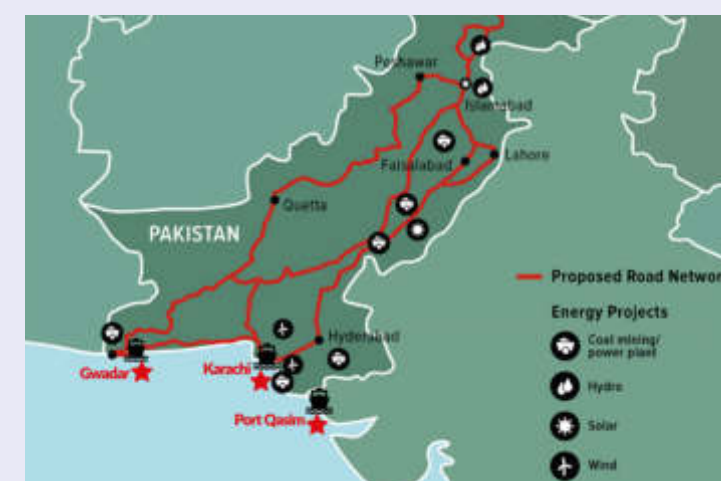 Peshawar
Islamabad
Faisalabad
Lahore
Quetta
PAKISTAN
Proposed Road Networ
Energy Projects
Hyderabad
Coal mining/
power plant
Gwadar
Karachi
Hydro
Port Qasim
Solar
Wind